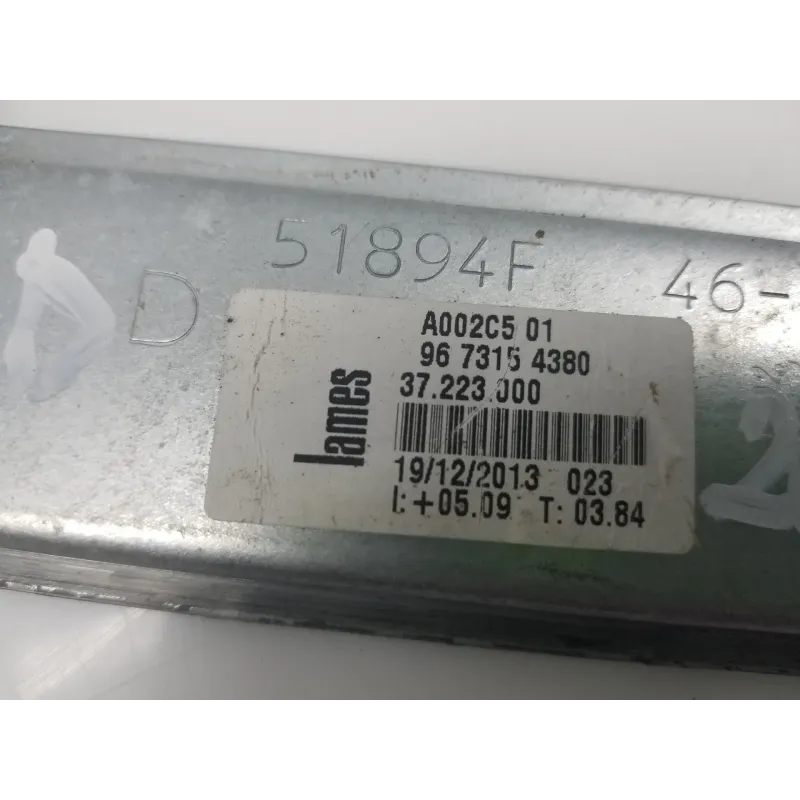 D 51894F 46-
A002C5 01
96 7315 4380
37.223.000
lames
19/12/2013 023
I: +05.09 T: 03.84